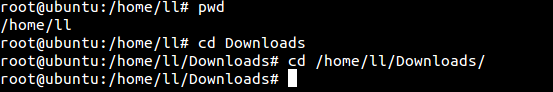 root@ubuntu:/home/ll# pwd
/home/ll
root@ubuntu:/home/ll# cd Downloads
root@ubuntu:/home/ll/Downloads# cd /home/ll/Downloads/
root@ubuntu:/home/ll/Downloads#